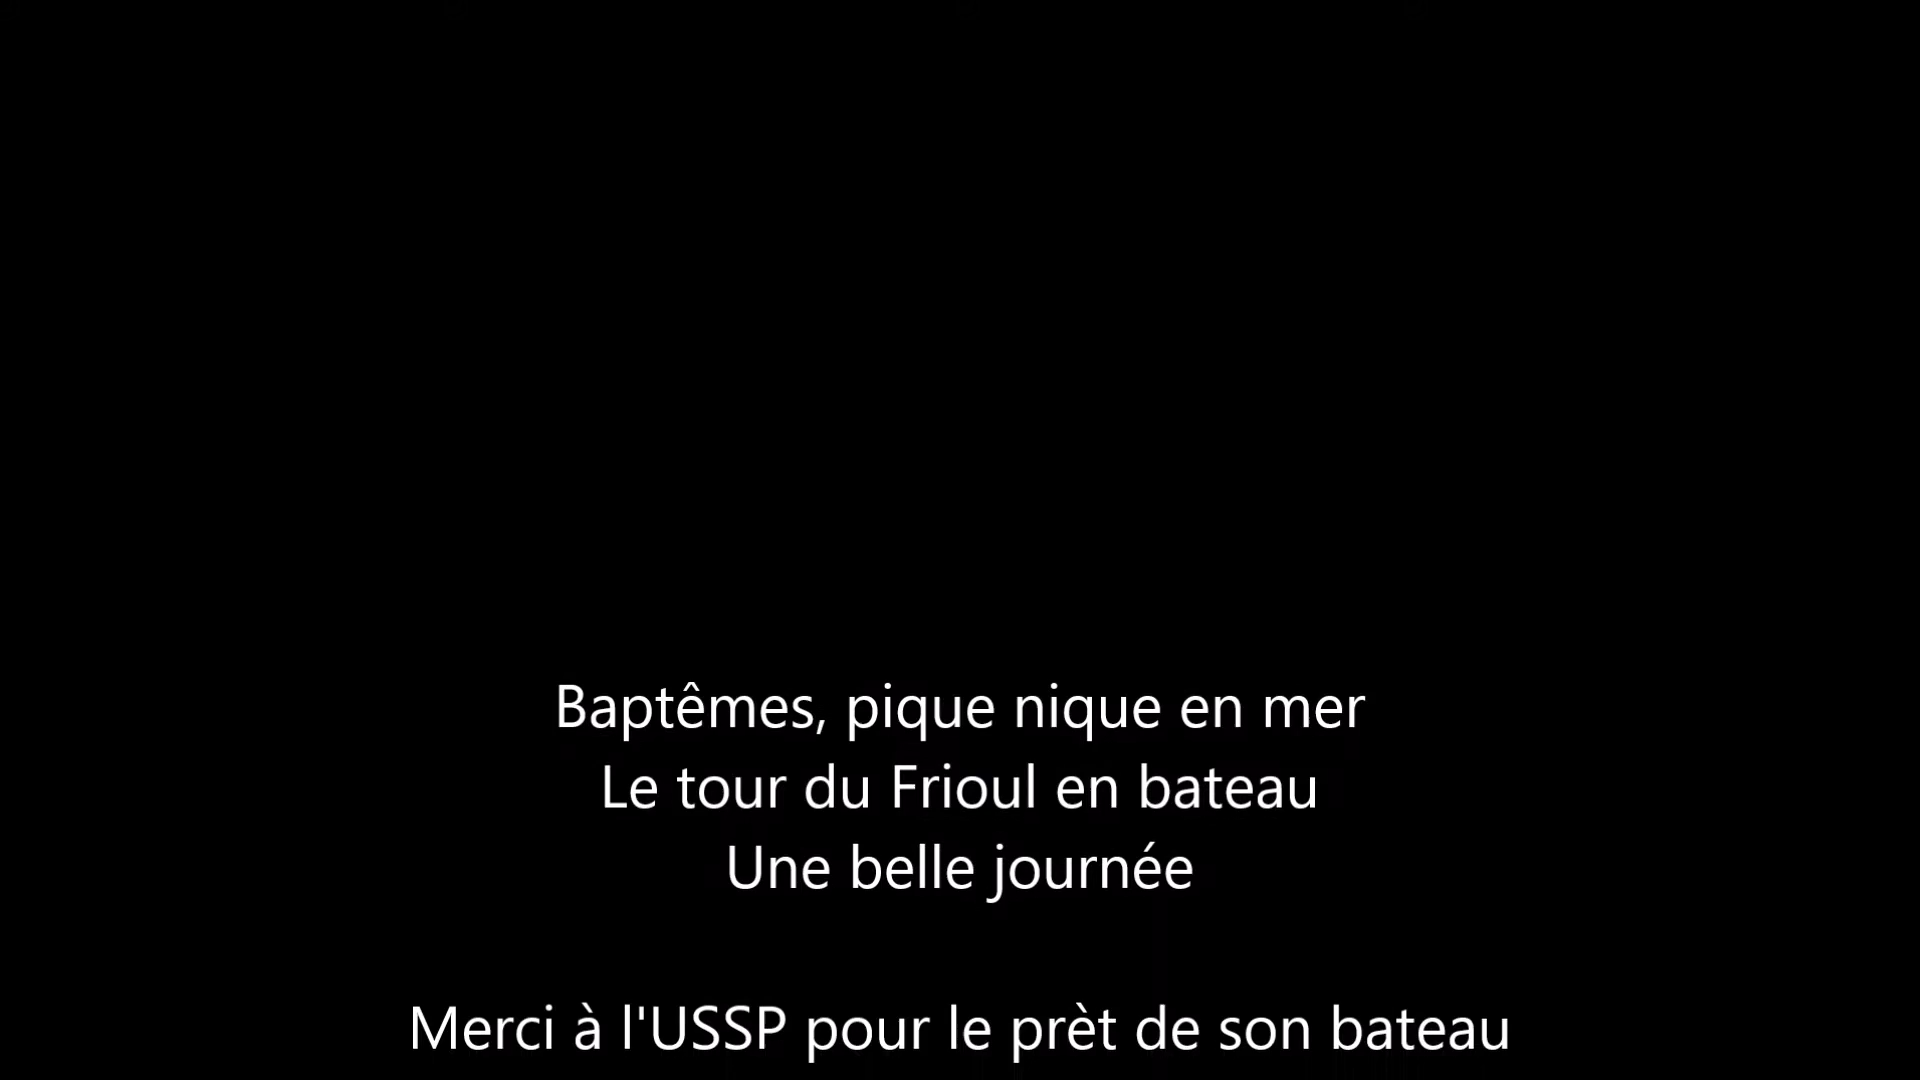 Baptêmes, pique nique en mer
Le tour du Frioul en bateau
Une belle journée
Merci à l'USSP pour le prèt de son bateau